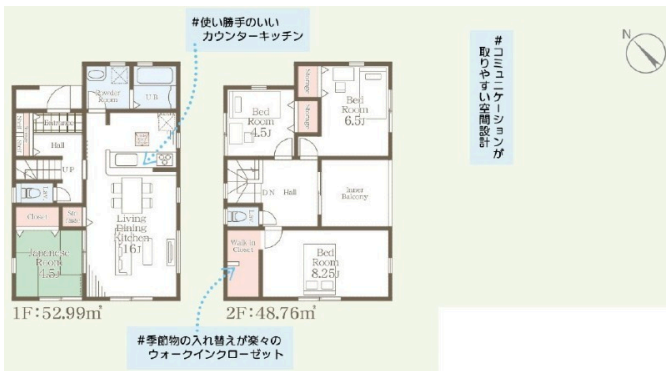 #使い勝手のいい
カウンターキッチン
#コミュニケーションが
取りやすい空間設計
N
Powder
Room
U.B
Entrance
Hall
UP
Closet
Japanese
Room
4.5J
Living
Dining
Kitchen
16J
1F:52.99㎡
Bed
Room
4.5J
Bed
Room
6.5J
DN
Hall
Inner
Balcony
Walk in
Closet
Bed
Room
8.25J
2F:48.76㎡
#季節物の入れ替えが楽々の
ウォークインクローゼット